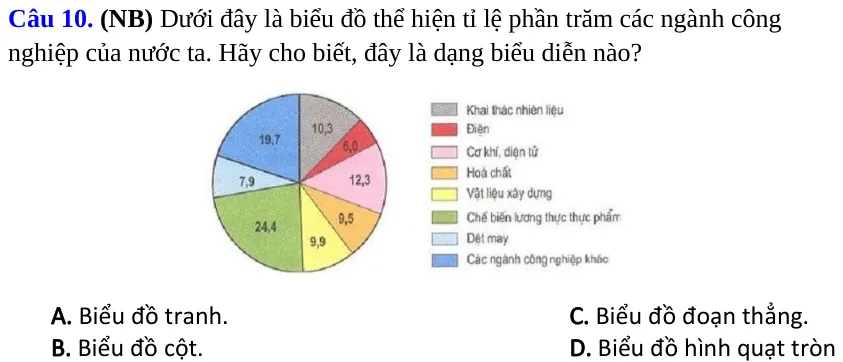 Câu 10. (NB) Dưới đây là biểu đồ thể hiện tỉ lệ phần trăm các ngành công
nghiệp của nước ta. Hãy cho biết, đây là dạng biểu diễn nào?
10,3
6,0
12,3
9,5
9,9
24,4
7,9
19,7
Khai thác nhiên liệu
Điện
Cơ khí, điện tử
Hoá chất
Vật liệu xây dựng
Chế biến lương thực thực phẩm
Dệt may
Các ngành công nghiệp khác
A. Biểu đồ tranh.
B. Biểu đồ cột.
C. Biểu đồ đoạn thẳng.
D. Biểu đồ hình quạt tròn